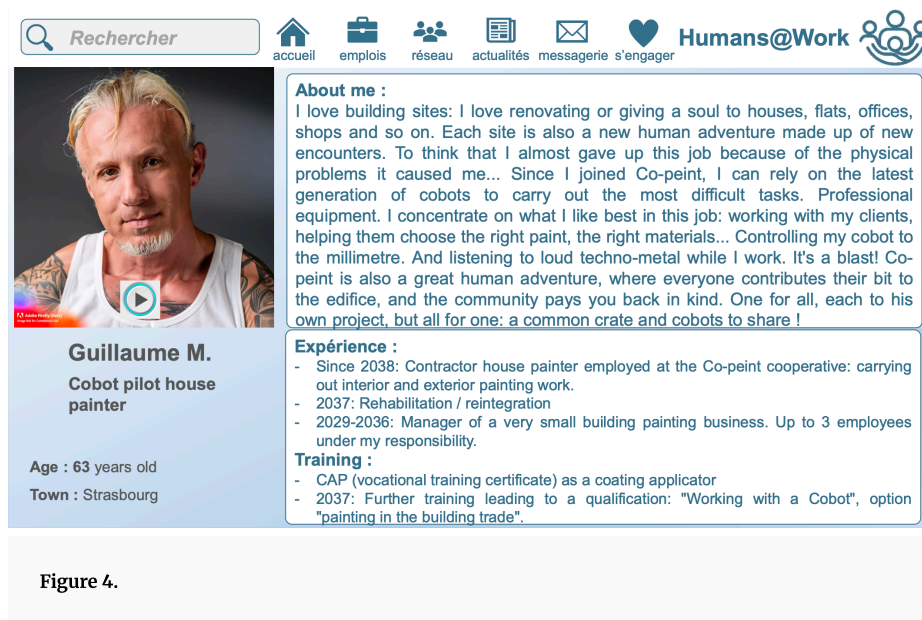 Rechercher
accueil
emplois
réseau
actualités
messagerie
s'engager
Humans@Work
About me :
I love building sites: I love renovating or giving a soul to houses, flats, offices,
shops and so on. Each site is also a new human adventure made up of new
encounters. To think that I almost gave up this job because of the physical
problems it caused me... Since I joined Co-peint, I can rely on the latest
generation of cobots to carry out the most difficult tasks. Professional
equipment. I concentrate on what I like best in this job: working with my clients,
helping them choose the right paint, the right materials... Controlling my cobot to
the millimetre. And listening to loud techno-metal while I work. It's a blast! Co-
peint is also a great human adventure, where everyone contributes their bit to
the edifice, and the community pays you back in kind. One for all, each to his
own project, but all for one: a common crate and cobots to share !
Guillaume M.
Cobot pilot house
painter
Age : 63 years old
Town : Strasbourg
Expérience :
- Since 2038: Contractor house painter employed at the Co-peint cooperative: carrying
out interior and exterior painting work.
- 2037: Rehabilitation / reintegration
- 2029-2036: Manager of a very small building painting business. Up to 3 employees
under my responsibility.
Training :
- CAP (vocational training certificate) as a coating applicator
- 2037: Further training leading to a qualification: "Working with a Cobot", option
"painting in the building trade".
Figure 4.